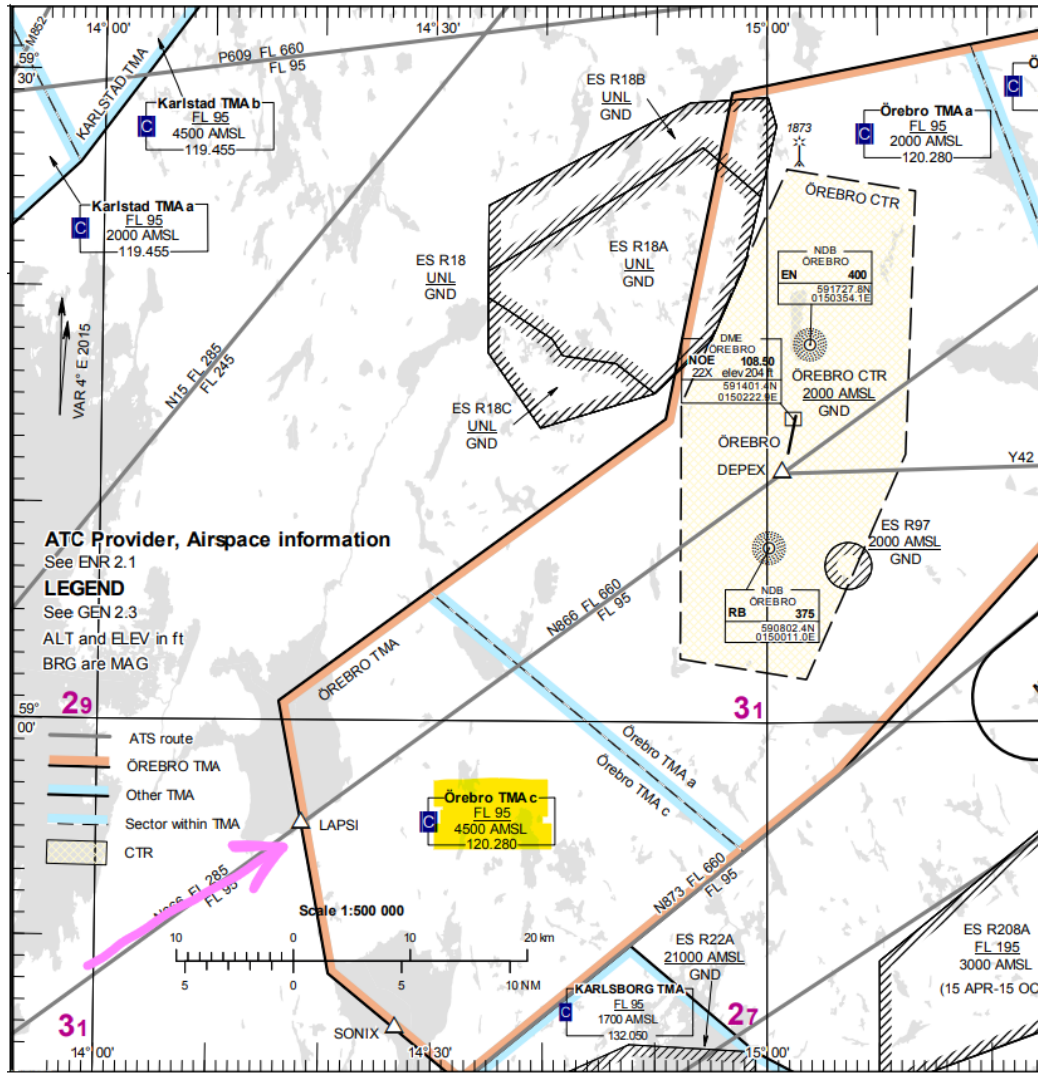 14° 00'
14° 30'
15° 00'
M852
59°
30'
P609 FL 660
FL 95
KARLSTAD TMA
Karlstad TMA b
FL 95
4500 AMSL
119.455
C
ES R18B
UNL
GND
1873
Örebro TMA a
FL 95
2000 AMSL
120.280
C
C
Ö
Karlstad TMA a
FL 95
2000 AMSL
119.455
C
ÖREBRO CTR
ES R18
UNL
GND
ES R18A
UNL
GND
NDB
ÖREBRO
EN 400
591727.8N
0150354.1E
VAR 4° E 2015
N15 FL 285
FL 245
DME
ÖREBRO
NOE 108.50
22X elev 204 ft
591401.4N
0150222.9E
ÖREBRO CTR
2000 AMSL
GND
ES R18C
UNL
GND
ÖREBRO
DEPEX
Y42
ATC Provider, Airspace information
See ENR 2.1
LEGEND
See GEN 2.3
ALT and ELEV in ft
BRG are MAG
ES R97
2000 AMSL
GND
N866 FL 660
FL 95
NDB
ÖREBRO
RB 375
590802.4N
0150011.0E
ÖREBRO TMA
59°
00'
29
31
ATS route
ÖREBRO TMA
Other TMA
Sector within TMA
CTR
Örebro TMA a
Örebro TMA c
Örebro TMA c
FL 95
4500 AMSL
120.280
C
LAPSI
N866 FL 285
FL 95
N873 FL 660
FL 95
Scale 1:500 000
10 0 10 20 km
5 0 5 10 NM
ES R22A
21000 AMSL
GND
ES R208A
FL 195
3000 AMSL
(15 APR-15 OC
KARLSBORG TMA
FL 95
1700 AMSL
132.050
C
27
31
SONIX
14° 00'
14° 30'
15° 00'